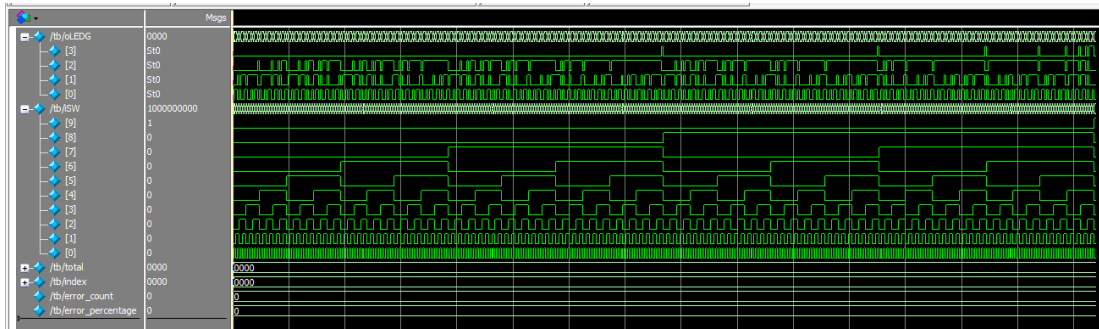 Msgs
/tb/oLEDG 0000
[3] St0
[2] St0
[1] St0
[0] St0
/tb/iSW 1000000000
[9] 1
[8] 0
[7] 0
[6] 0
[5] 0
[4] 0
[3] 0
[2] 0
[1] 0
[0] 0
/tb/total 0000 0000
/tb/index 0000 0000
/tb/error_count 0 0
/tb/error_percentage 0 0